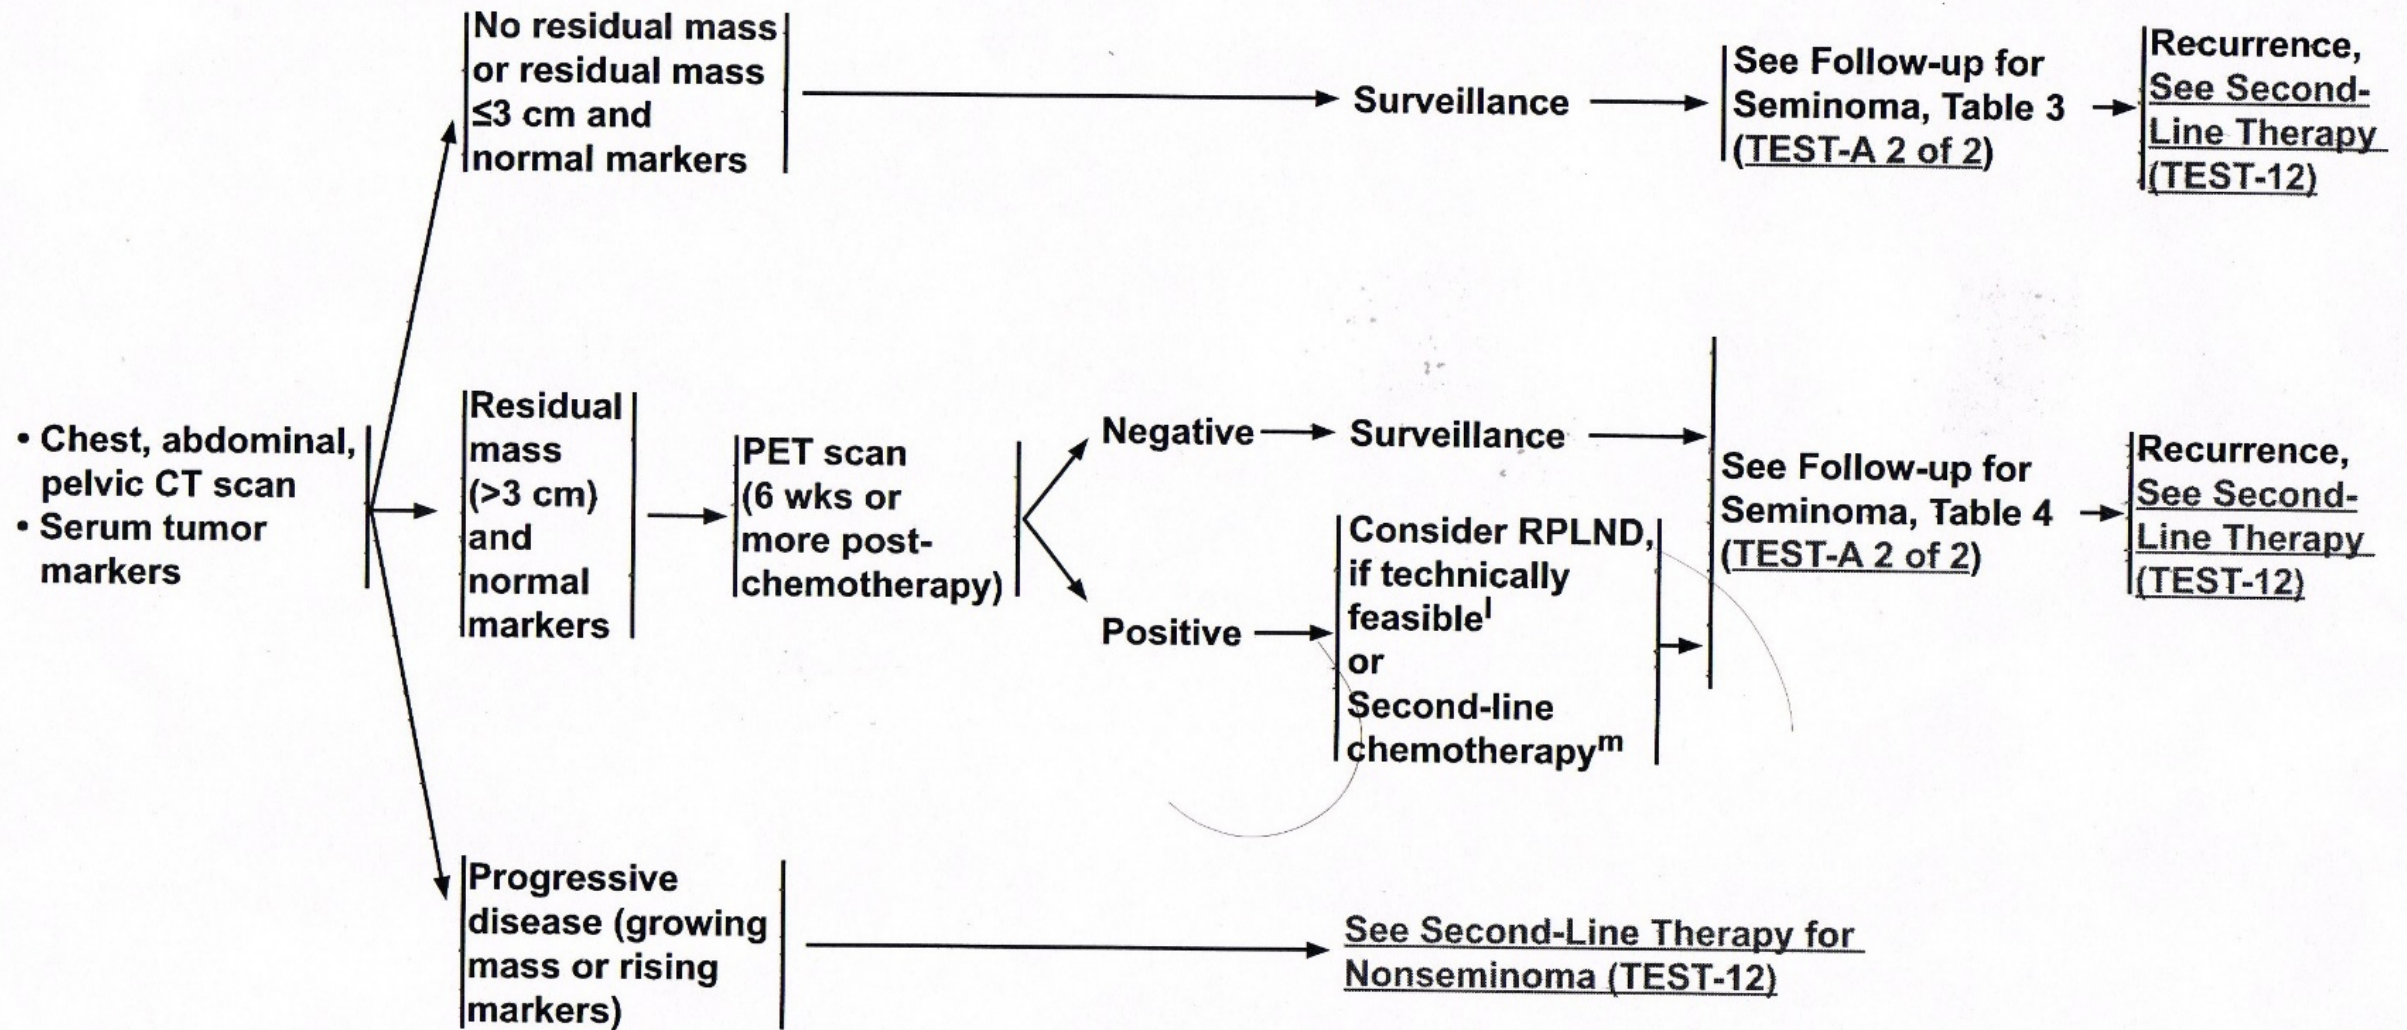 No residual mass
or residual mass
≤3 cm and
normal markers
Surveillance
See Follow-up for
Seminoma, Table 3
(TEST-A 2 of 2)
Recurrence,
See Second-
Line Therapy
(TEST-12)
• Chest, abdominal,
pelvic CT scan
• Serum tumor
markers
Residual
mass
(>3 cm)
and
normal
markers
PET scan
(6 wks or
more post-
chemotherapy)
Negative
Surveillance
Positive
Consider RPLND,
if technically
feasibleˡ
or
Second-line
chemotherapyᵐ
See Follow-up for
Seminoma, Table 4
(TEST-A 2 of 2)
Recurrence,
See Second-
Line Therapy
(TEST-12)
Progressive
disease (growing
mass or rising
markers)
See Second-Line Therapy for
Nonseminoma (TEST-12)